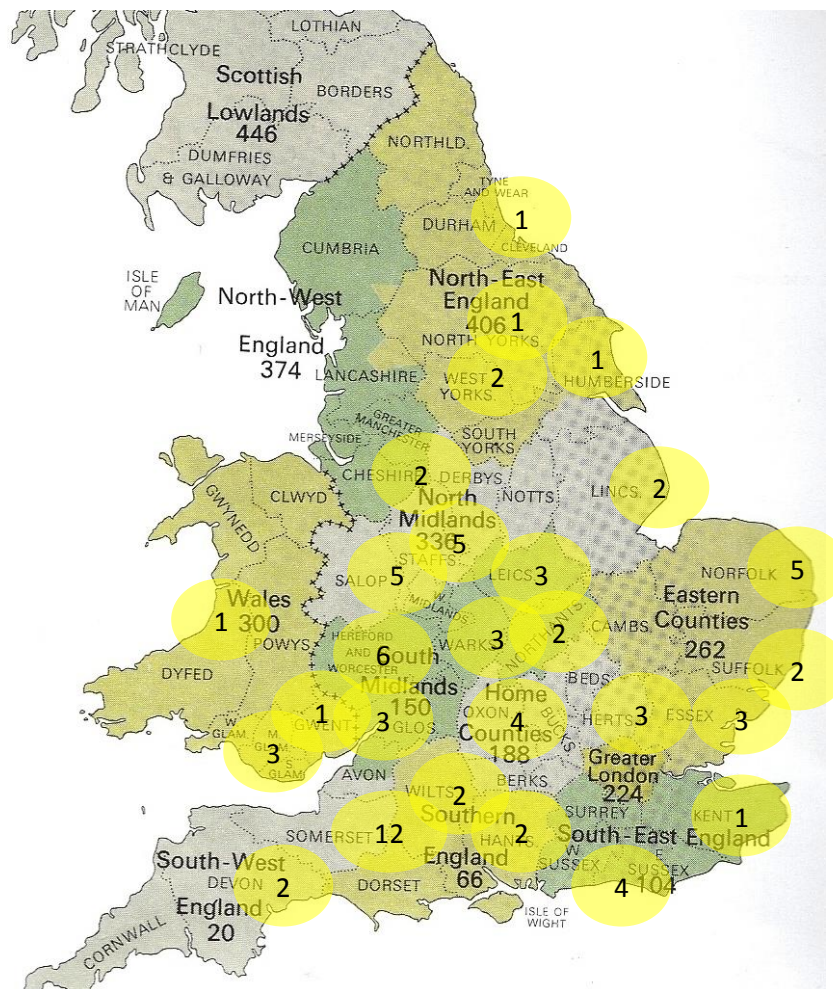 LOTHIAN
STRATHCLYDE
Scottish
BORDERS
Lowlands
446
NORTHLD.
DUMFRIES
& GALLOWAY
TYNE
AND WEAR
1
DURHAM
CLEVELAND
CUMBRIA
ISLE
OF
MAN
North-West
North-East
England
406
1
NORTH YORKS.
England
374
1
LANCASHIRE
WEST
YORKS.
2
HUMBERSIDE
GREATER
MANCHESTER
MERSEYSIDE
SOUTH
YORKS.
CHESHIRE
2
DERBYS.
NOTTS
LINCS.
2
CLWYD
GWYNEDD
North
Midlands
336
5
STAFFS.
SALOP
5
LEICS
3
NORFOLK
5
W.
MIDLANDS
Eastern
Counties
262
Wales
300
1
POWYS
HEREFORD
AND
WORCESTER
6
WARKS
3
NORTHANTS.
2
CAMBS.
SUFFOLK
2
DYFED
South
Midlands
150
BEDS
GWENT
1
3
GLOS.
Home
OXON
4
Counties
188
BUCKS
HERTS
3
ESSEX
3
W.
GLAM.
M.
GLAM.
S.
GLAM.
3
AVON
Greater
London
224
BERKS
WILTS
2
Southern
England
66
SURREY
KENT
1
SOMERSET
12
HANTS
2
South-East England
W.
SUSSEX
E.
SUSSEX
104
4
South-West
DEVON
2
England
20
DORSET
ISLE OF
WIGHT
CORNWALL